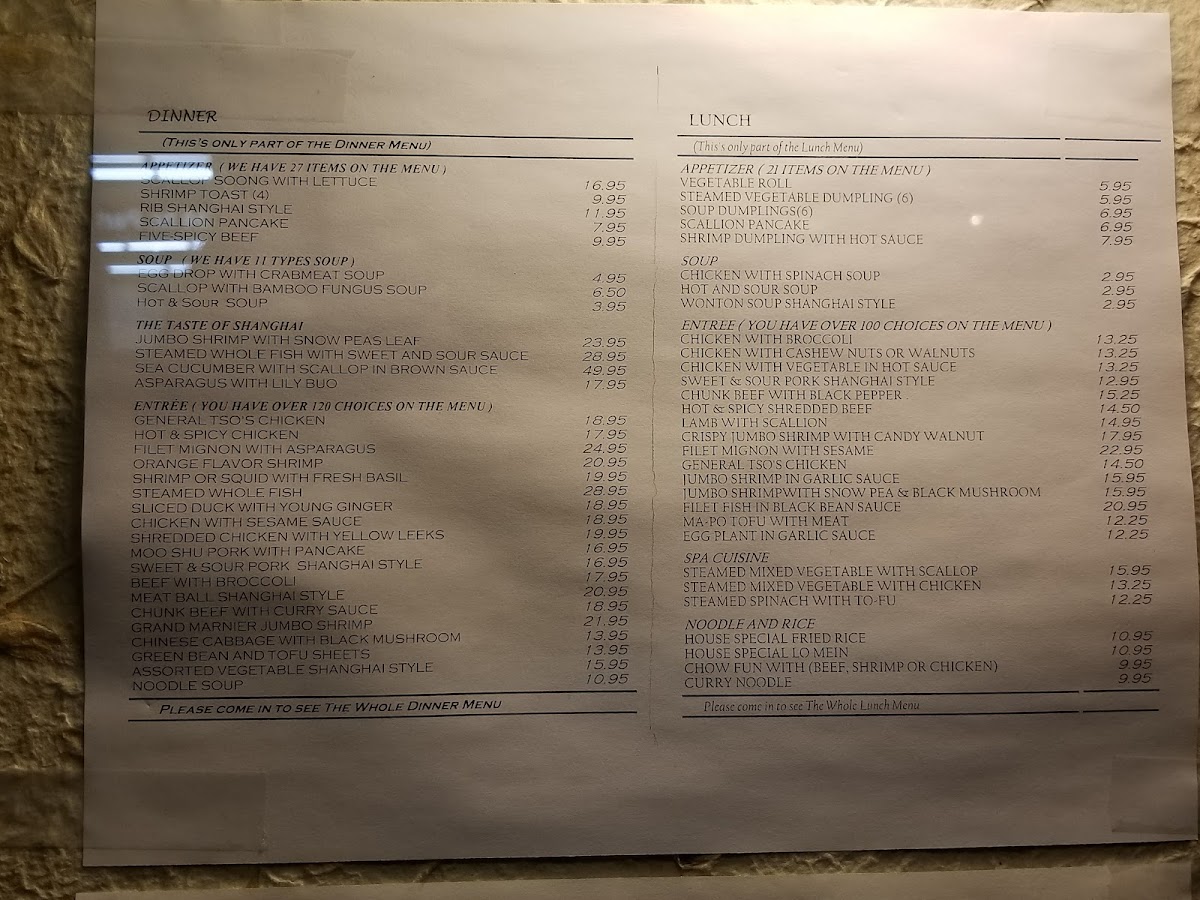 DINNER
(THIS'S ONLY PART OF THE DINNER MENU)
APPETIZER ( WE HAVE 27 ITEMS ON THE MENU )
SCALLOP SOONG WITH LETTUCE 16.95
SHRIMP TOAST (4) 9.95
RIB SHANGHAI STYLE 11.95
SCALLION PANCAKE 7.95
FIVE-SPICY BEEF 9.95
SOUP ( WE HAVE 11 TYPES SOUP )
EGG DROP WITH CRABMEAT SOUP 4.95
SCALLOP WITH BAMBOO FUNGUS SOUP 6.50
HOT & SOUR SOUP 3.95
THE TASTE OF SHANGHAI
JUMBO SHRIMP WITH SNOW PEAS LEAF 23.95
STEAMED WHOLE FISH WITH SWEET AND SOUR SAUCE 28.95
SEA CUCUMBER WITH SCALLOP IN BROWN SAUCE 49.95
ASPARAGUS WITH LILY BUO 17.95
ENTRÉE ( YOU HAVE OVER 120 CHOICES ON THE MENU )
GENERAL TSO'S CHICKEN 18.95
HOT & SPICY CHICKEN 17.95
FILET MIGNON WITH ASPARAGUS 24.95
ORANGE FLAVOR SHRIMP 20.95
SHRIMP OR SQUID WITH FRESH BASIL 19.95
STEAMED WHOLE FISH 28.95
SLICED DUCK WITH YOUNG GINGER 18.95
CHICKEN WITH SESAME SAUCE 18.95
SHREDDED CHICKEN WITH YELLOW LEEKS 19.95
MOO SHU PORK WITH PANCAKE 16.95
SWEET & SOUR PORK SHANGHAI STYLE 16.95
BEEF WITH BROCCOLI 17.95
MEAT BALL SHANGHAI STYLE 20.95
CHUNK BEEF WITH CURRY SAUCE 18.95
GRAND MARNIER JUMBO SHRIMP 21.95
CHINESE CABBAGE WITH BLACK MUSHROOM 13.95
GREEN BEAN AND TOFU SHEETS 13.95
ASSORTED VEGETABLE SHANGHAI STYLE 15.95
NOODLE SOUP 10.95
PLEASE COME IN TO SEE THE WHOLE DINNER MENU
LUNCH
(This's only part of the Lunch Menu)
APPETIZER ( 21 ITEMS ON THE MENU )
VEGETABLE ROLL 5.95
STEAMED VEGETABLE DUMPLING (6) 5.95
SOUP DUMPLINGS(6) 6.95
SCALLION PANCAKE 6.95
SHRIMP DUMPLING WITH HOT SAUCE 7.95
SOUP
CHICKEN WITH SPINACH SOUP 2.95
HOT AND SOUR SOUP 2.95
WONTON SOUP SHANGHAI STYLE 2.95
ENTREE ( YOU HAVE OVER 100 CHOICES ON THE MENU )
CHICKEN WITH BROCCOLI 13.25
CHICKEN WITH CASHEW NUTS OR WALNUTS 13.25
CHICKEN WITH VEGETABLE IN HOT SAUCE 13.25
SWEET & SOUR PORK SHANGHAI STYLE 12.95
CHUNK BEEF WITH BLACK PEPPER . 15.25
HOT & SPICY SHREDDED BEEF 14.50
LAMB WITH SCALLION 14.95
CRISPY JUMBO SHRIMP WITH CANDY WALNUT 17.95
FILET MIGNON WITH SESAME 22.95
GENERAL TSO'S CHICKEN 14.50
JUMBO SHRIMP IN GARLIC SAUCE 15.95
JUMBO SHRIMPWITH SNOW PEA & BLACK MUSHROOM 15.95
FILET FISH IN BLACK BEAN SAUCE 20.95
MA-PO TOFU WITH MEAT 12.25
EGG PLANT IN GARLIC SAUCE 12.25
SPA CUISINE
STEAMED MIXED VEGETABLE WITH SCALLOP 15.95
STEAMED MIXED VEGETABLE WITH CHICKEN 13.25
STEAMED SPINACH WITH TO-FU 12.25
NOODLE AND RICE
HOUSE SPECIAL FRIED RICE 10.95
HOUSE SPECIAL LO MEIN 10.95
CHOW FUN WITH (BEEF, SHRIMP OR CHICKEN) 9.95
CURRY NOODLE 9.95
Please come in to see The Whole Lunch Menu